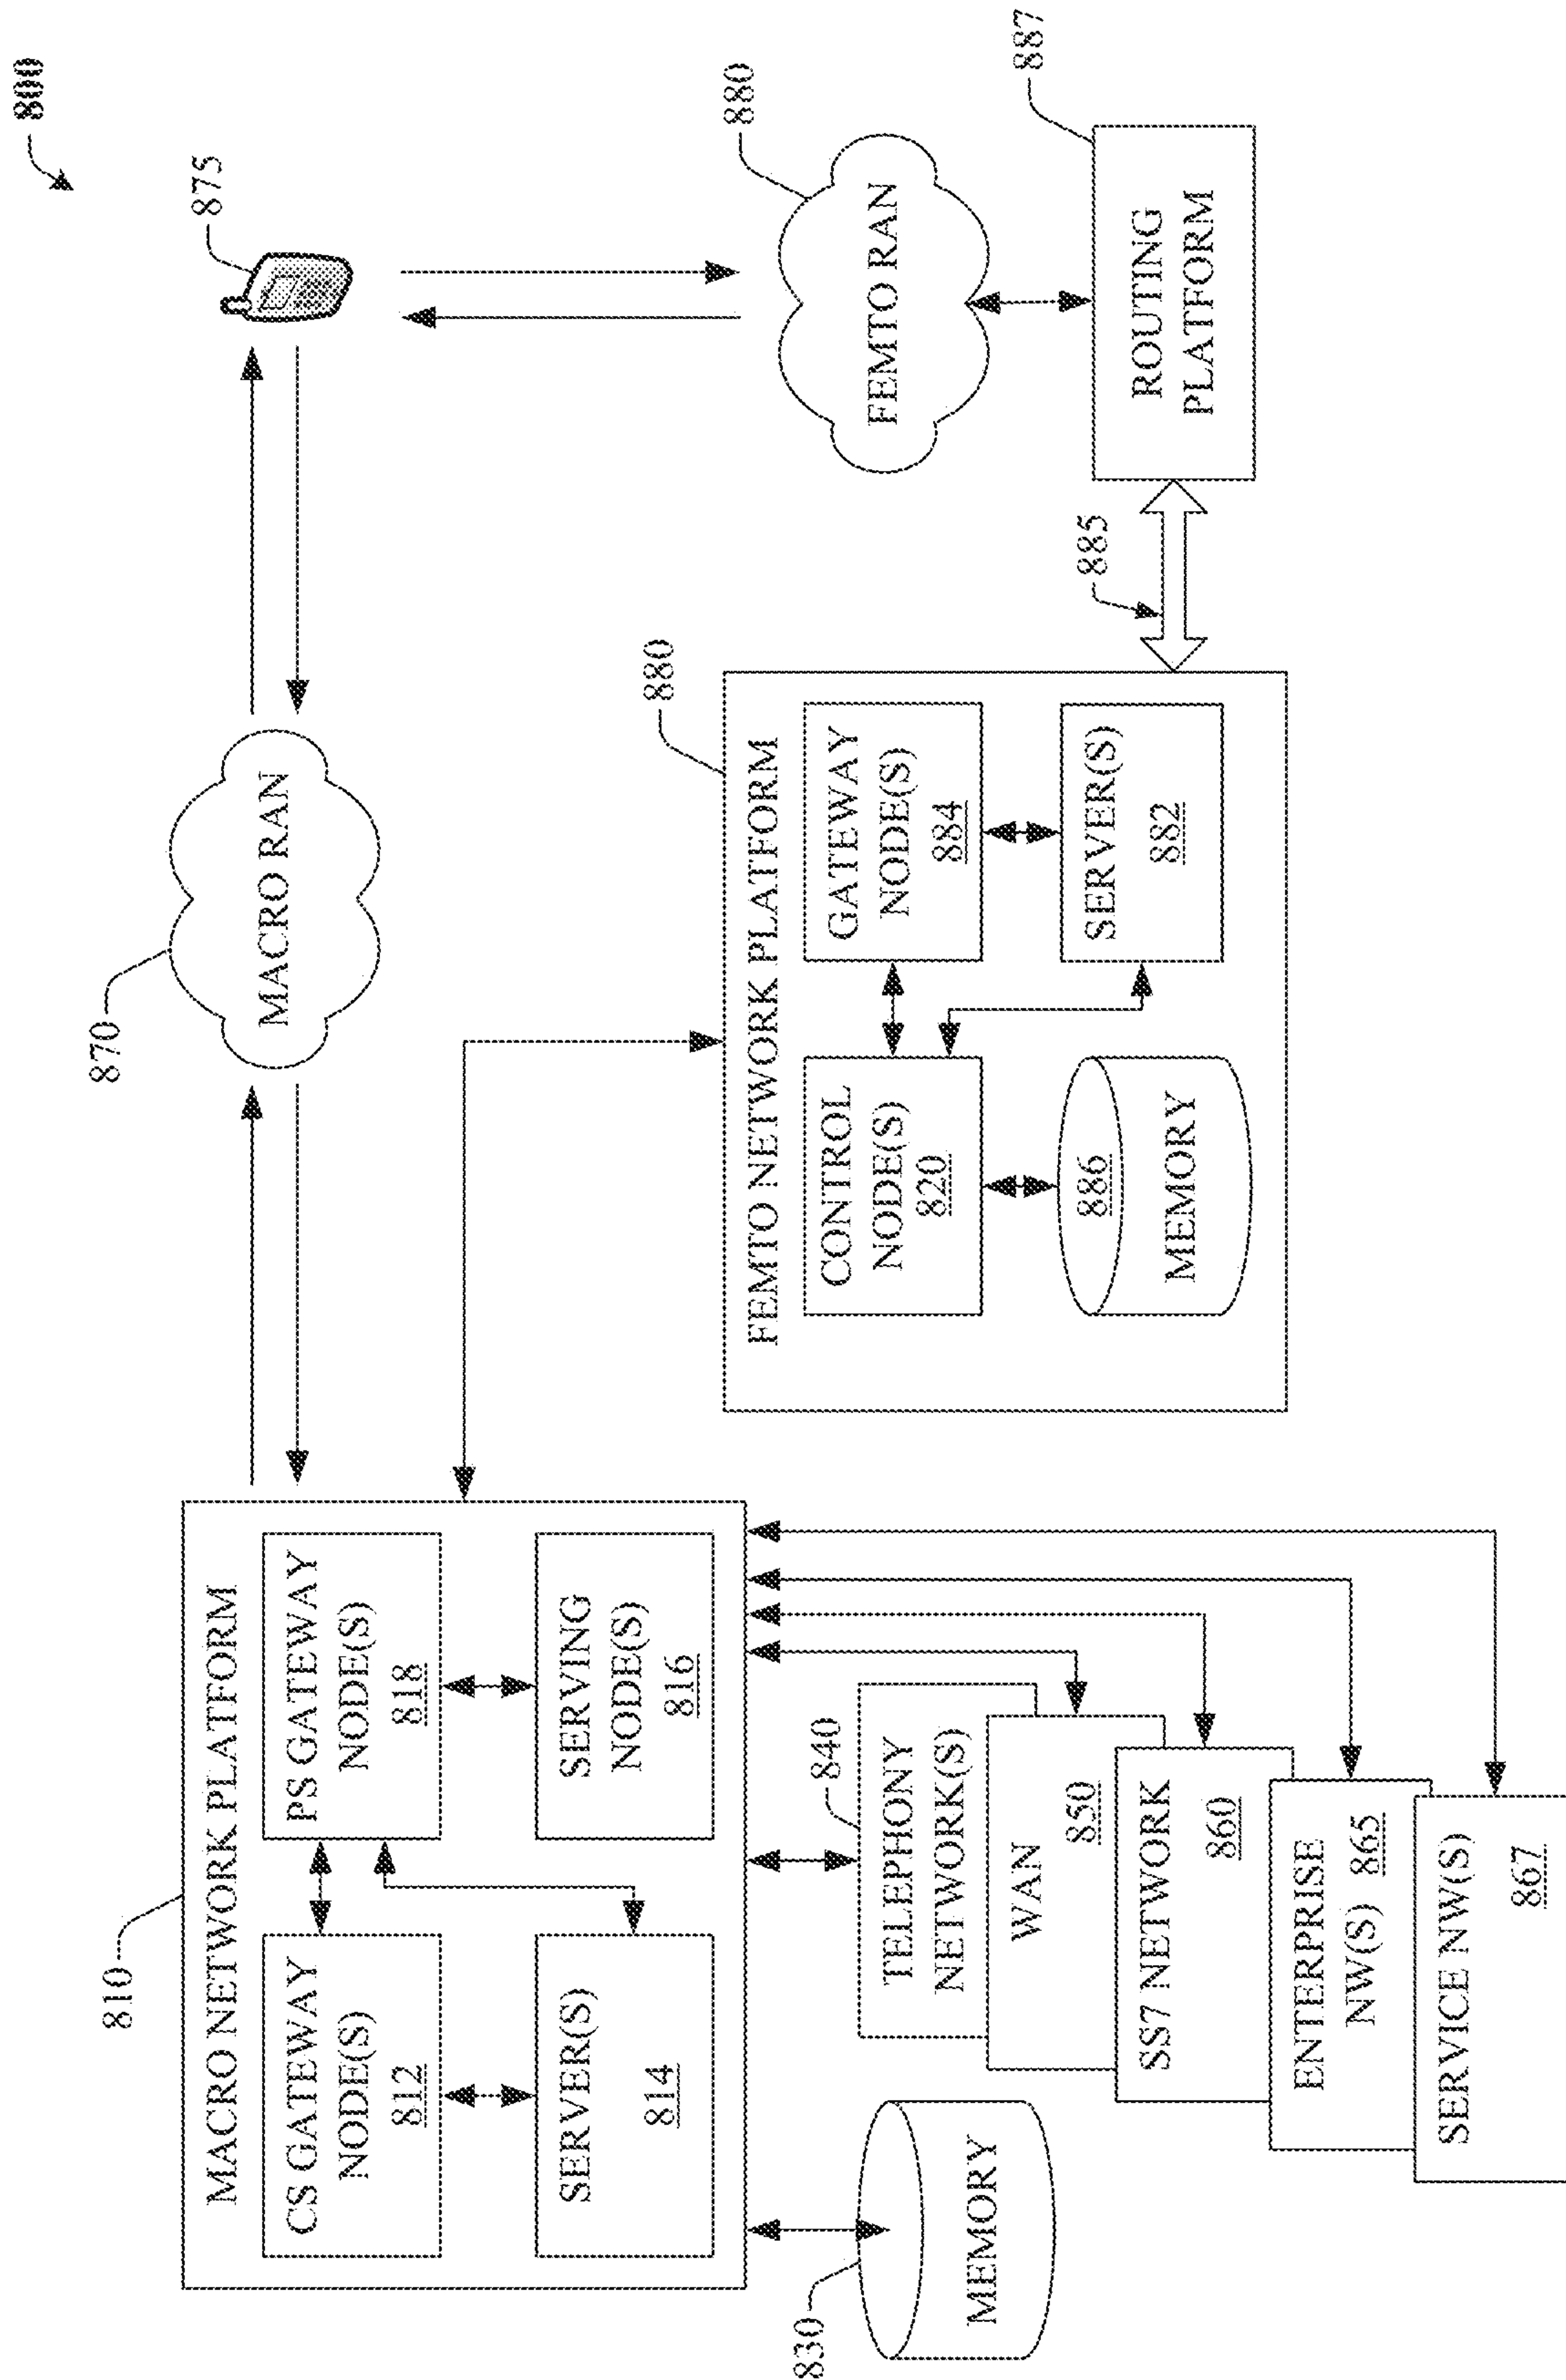 800
875
870
MACRO RAN
810
MACRO NETWORK PLATFORM
CS GATEWAY
NODE(S)
812
PS GATEWAY
NODE(S)
818
SERVER(S)
814
SERVING
NODE(S)
816
880
FEMTO RAN
880
FEMTO NETWORK PLATFORM
CONTROL
NODE(S)
820
GATEWAY
NODE(S)
884
886
MEMORY
SERVER(S)
882
885
887
ROUTING
PLATFORM
830
MEMORY
840
TELEPHONY
NETWORK(S)
WAN
850
SS7 NETWORK
860
ENTERPRISE
NW(S) 865
SERVICE NW(S)
867